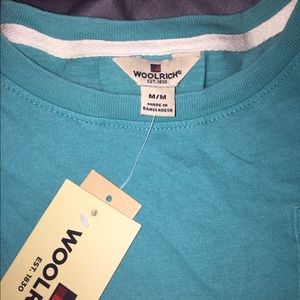 WOOLRICH®
EST. 1830
M/M
MADE IN
BANGLADESH
WOOLRICH
EST. 1830